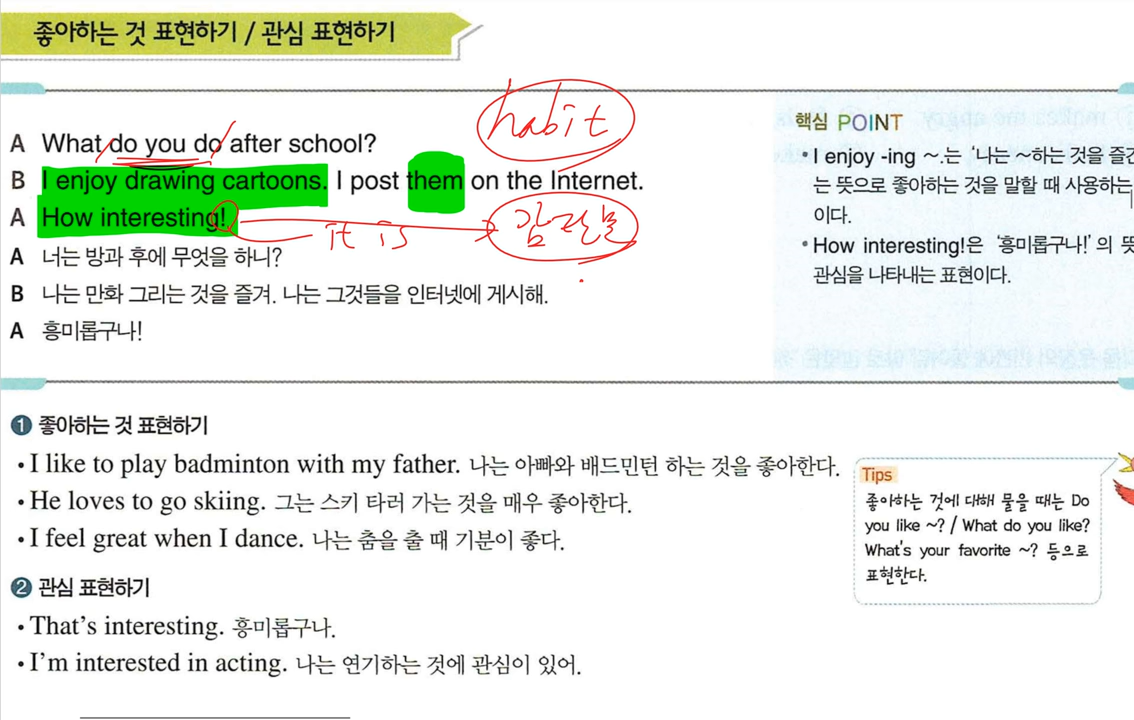 좋아하는 것 표현하기 / 관심 표현하기
habit
A What do you do after school?
B I enjoy drawing cartoons. I post them on the Internet.
A How interesting!
it is
감탄문
A 너는 방과 후에 무엇을 하니?
B 나는 만화 그리는 것을 즐겨. 나는 그것들을 인터넷에 게시해.
A 흥미롭구나!
핵심 POINT
• I enjoy -ing ~.는 ‘나는 ~하는 것을 즐긴
는 뜻으로 좋아하는 것을 말할 때 사용하는
이다.
• How interesting!은 ‘흥미롭구나!’의 뜻
관심을 나타내는 표현이다.
1 좋아하는 것 표현하기
• I like to play badminton with my father. 나는 아빠와 배드민턴 하는 것을 좋아한다.
• He loves to go skiing. 그는 스키 타러 가는 것을 매우 좋아한다.
• I feel great when I dance. 나는 춤을 출 때 기분이 좋다.
Tips
좋아하는 것에 대해 물을 때는 Do
you like ~? / What do you like?
What's your favorite ~? 등으로
표현한다.
2 관심 표현하기
• That’s interesting. 흥미롭구나.
• I’m interested in acting. 나는 연기하는 것에 관심이 있어.